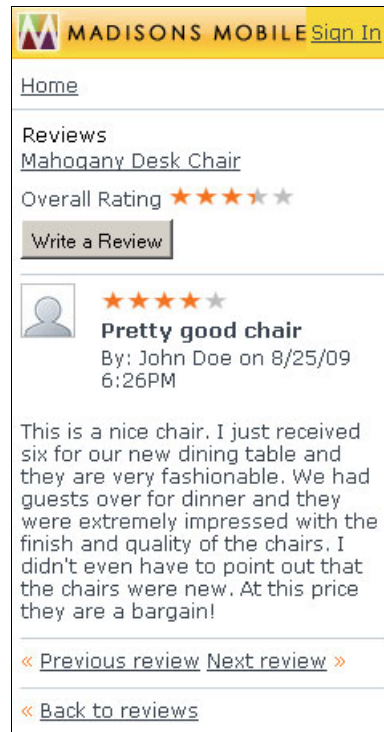 MADISONS MOBILE Sign In
Home
Reviews
Mahogany Desk Chair
Overall Rating
Write a Review
Pretty good chair
By: John Doe on 8/25/09
6:26PM
This is a nice chair. I just received
six for our new dining table and
they are very fashionable. We had
guests over for dinner and they
were extremely impressed with the
finish and quality of the chairs. I
didn't even have to point out that
the chairs were new. At this price
they are a bargain!
« Previous review Next review »
« Back to reviews